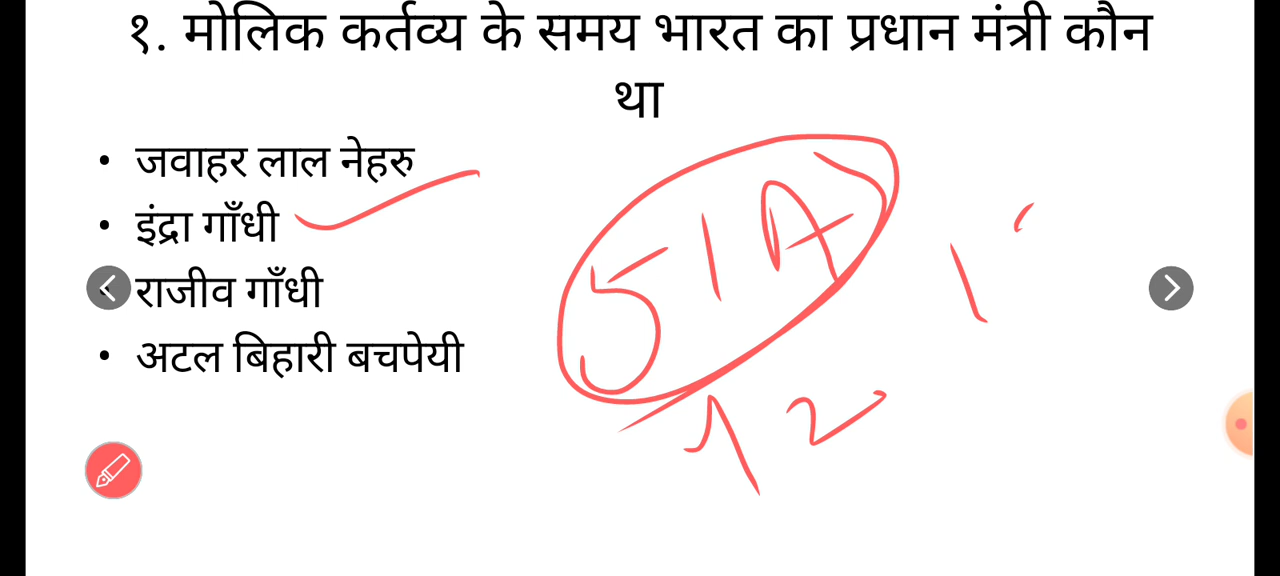 १. मोलिक कर्तव्य के समय भारत का प्रधान मंत्री कौन
था
• जवाहर लाल नेहरु
• इंद्रा गाँधी
राजीव गाँधी
• अटल बिहारी बचपेयी
51A
12